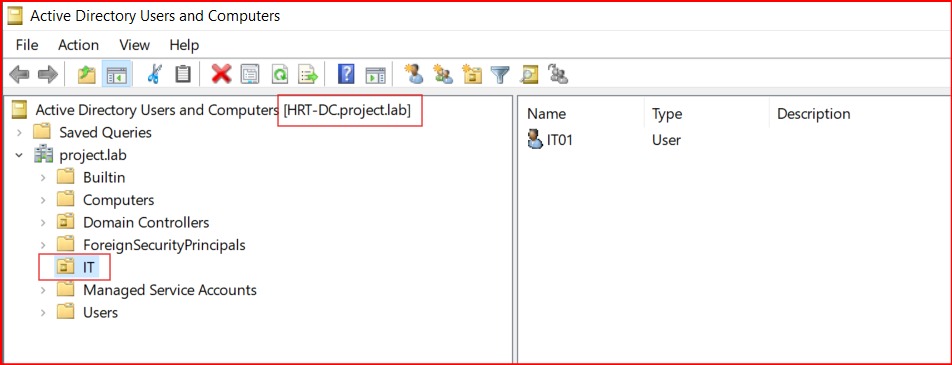 Active Directory Users and Computers
File Action View Help
Active Directory Users and Computers [HRT-DC.project.lab]
Saved Queries
project.lab
Builtin
Computers
Domain Controllers
ForeignSecurityPrincipals
IT
Managed Service Accounts
Users
Name Type Description
IT01 User